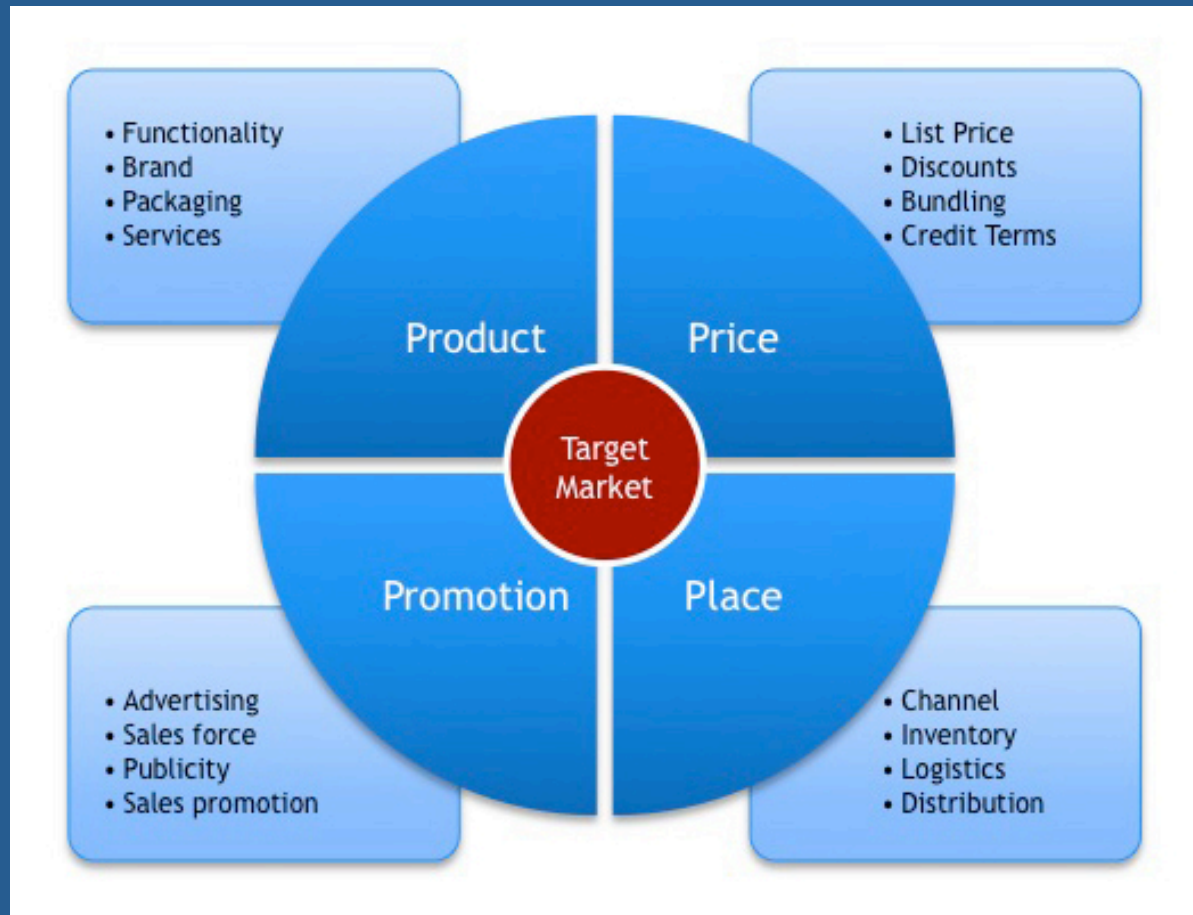 • Functionality
• Brand
• Packaging
• Services
• List Price
• Discounts
• Bundling
• Credit Terms
Product
Price
Target
Market
Promotion
Place
• Advertising
• Sales force
• Publicity
• Sales promotion
• Channel
• Inventory
• Logistics
• Distribution